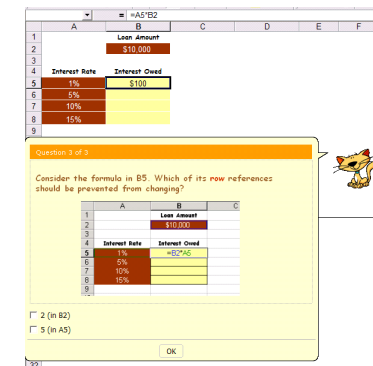 = =A5*B2
A B C D E F
1 Loan Amount
2 $10,000
3
4 Interest Rate Interest Owed
5 1% $100
6 5%
7 10%
8 15%
9
Question 3 of 3
Consider the formula in B5. Which of its row references
should be prevented from changing?
A B C
1 Loan Amount
2 $10,000
3
4 Interest Rate Interest Owed
5 1% =B2*A5
6 5%
7 10%
8 15%
9
2 (in B2)
5 (in A5)
OK
32